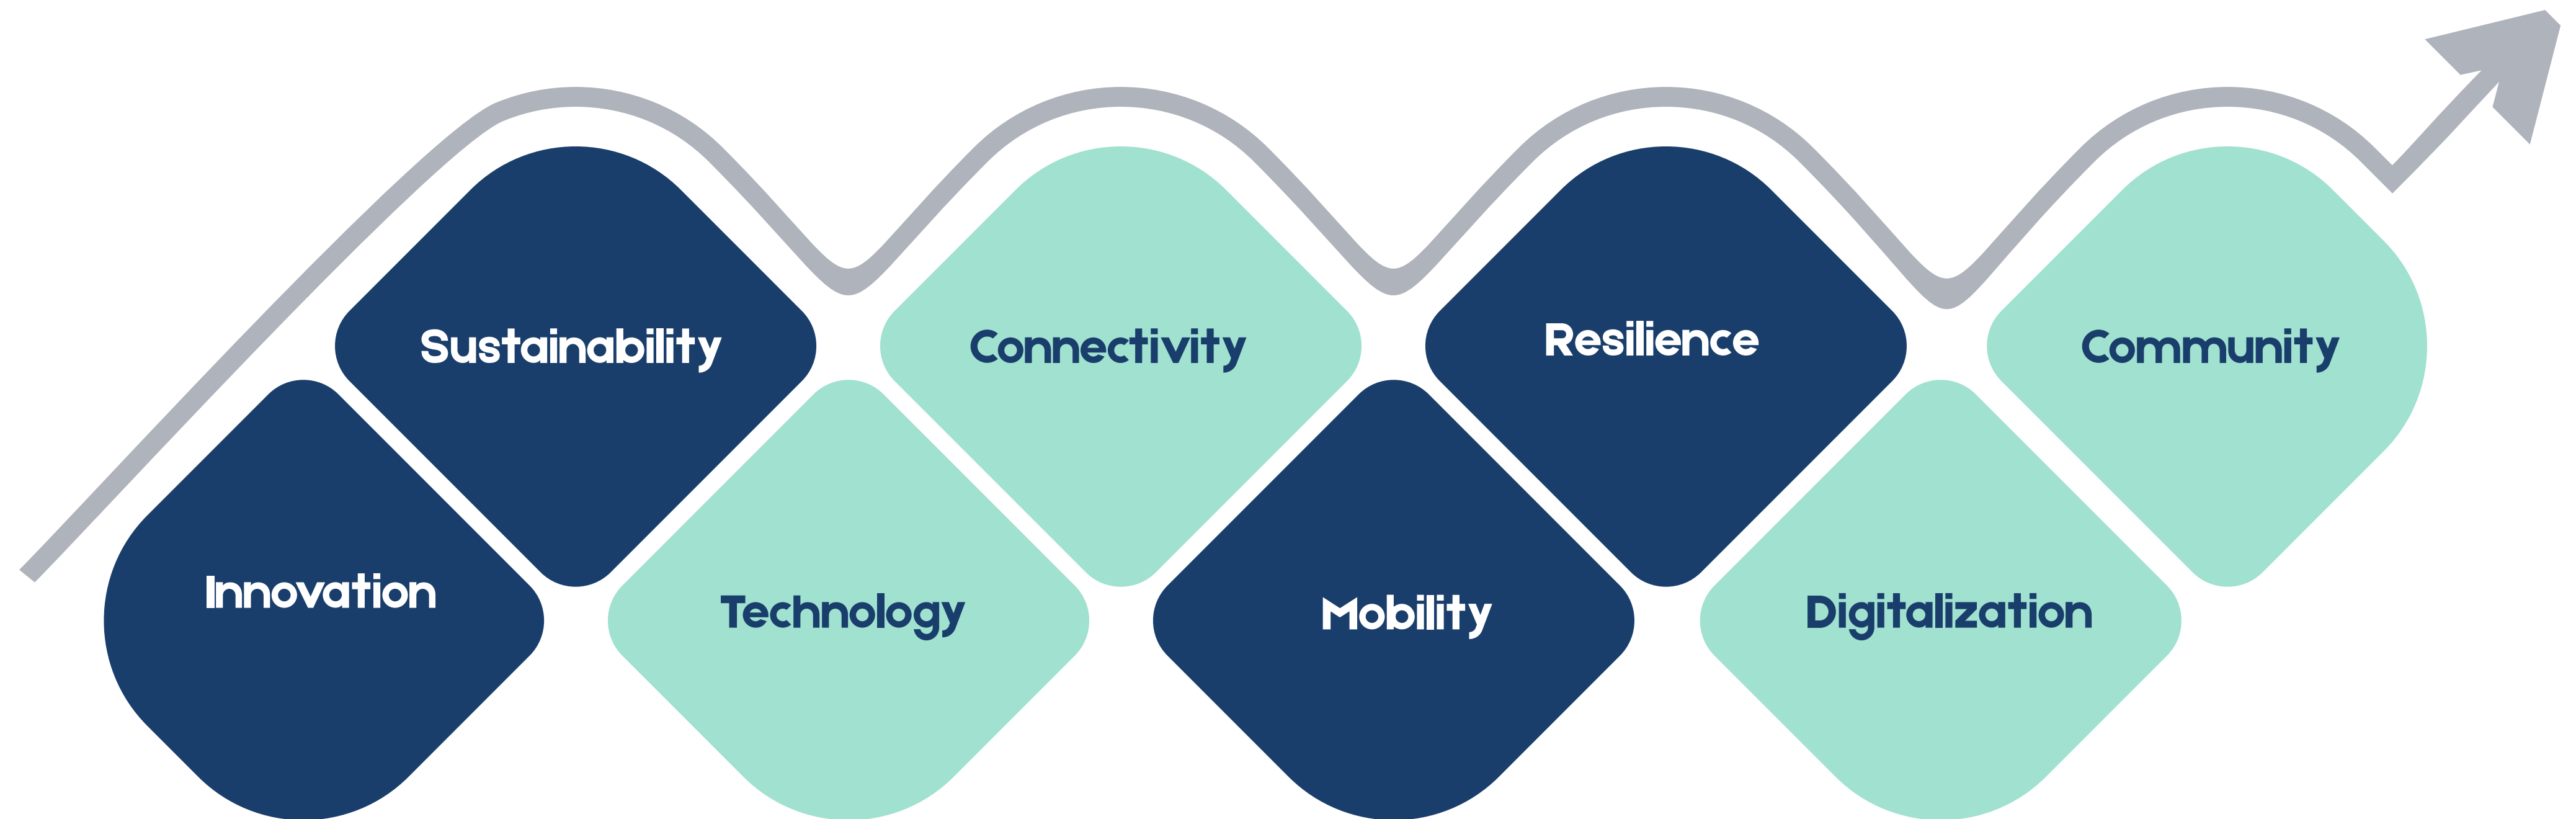 Sustainability
Connectivity
Resilience
Community
Innovation
Technology
Mobility
Digitalization